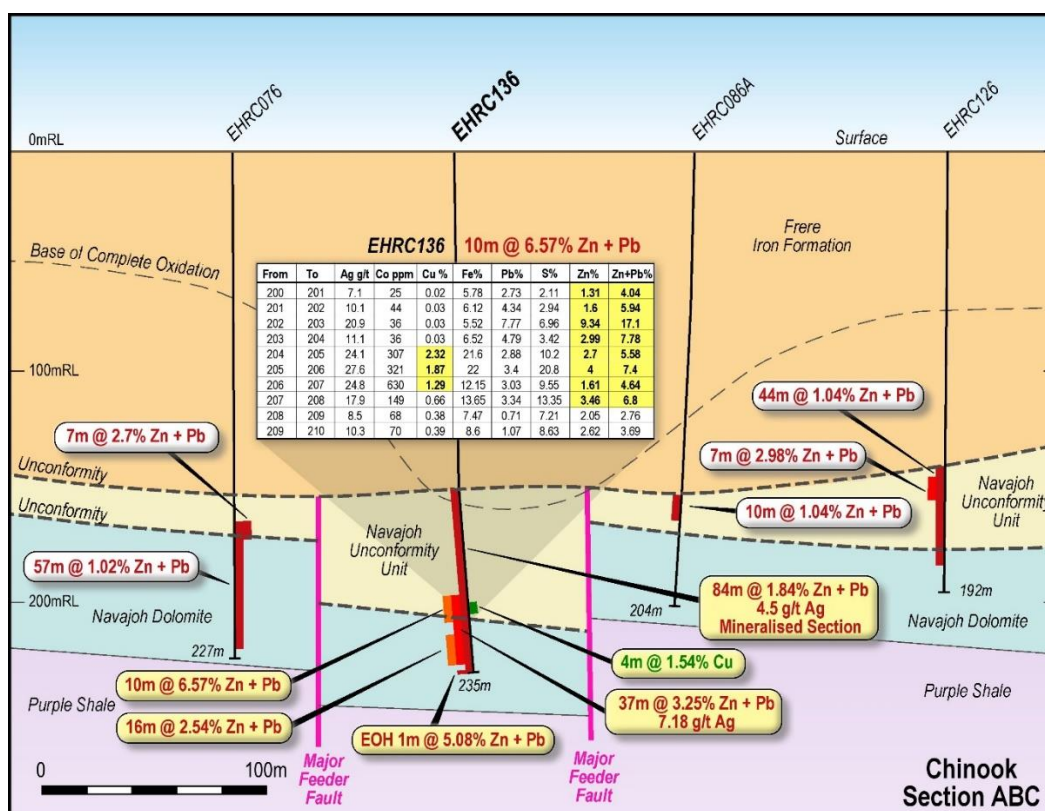 EHRC076
EHRC136
EHRC086A
EHRC126
0mRL
Surface
Frere
Iron Formation
Base of Complete Oxidation
EHRC136 10m @ 6.57% Zn + Pb
From To Ag g/t Co ppm Cu % Fe% Pb% S% Zn% Zn+Pb%
200 201 7.1 25 0.02 5.78 2.73 2.11 1.31 4.04
201 202 10.1 44 0.03 6.12 4.34 2.94 1.6 5.94
202 203 20.9 36 0.03 5.52 7.77 6.96 9.34 17.1
203 204 11.1 36 0.03 6.52 4.79 3.42 2.99 7.78
204 205 24.1 307 2.32 21.6 2.88 10.2 2.7 5.58
205 206 27.6 321 1.87 22 3.4 20.8 4 7.4
206 207 24.8 630 1.29 12.15 3.03 9.55 1.61 4.64
207 208 17.9 149 0.66 13.65 3.34 13.35 3.46 6.8
208 209 8.5 68 0.38 7.47 0.71 7.21 2.05 2.76
209 210 10.3 70 0.39 8.6 1.07 8.63 2.62 3.69
100mRL
44m @ 1.04% Zn + Pb
7m @ 2.7% Zn + Pb
7m @ 2.98% Zn + Pb
Unconformity
Unconformity
Navajoh
Unconformity
Unit
10m @ 1.04% Zn + Pb
Navajoh
Unconformity
Unit
57m @ 1.02% Zn + Pb
84m @ 1.84% Zn + Pb
4.5 g/t Ag
Mineralised Section
192m
200mRL
204m
Navajoh Dolomite
Navajoh Dolomite
227m
4m @ 1.54% Cu
10m @ 6.57% Zn + Pb
235m
Purple Shale
37m @ 3.25% Zn + Pb
7.18 g/t Ag
Purple Shale
16m @ 2.54% Zn + Pb
EOH 1m @ 5.08% Zn + Pb
0 100m
Major
Feeder
Fault
Major
Feeder
Fault
Chinook
Section ABC